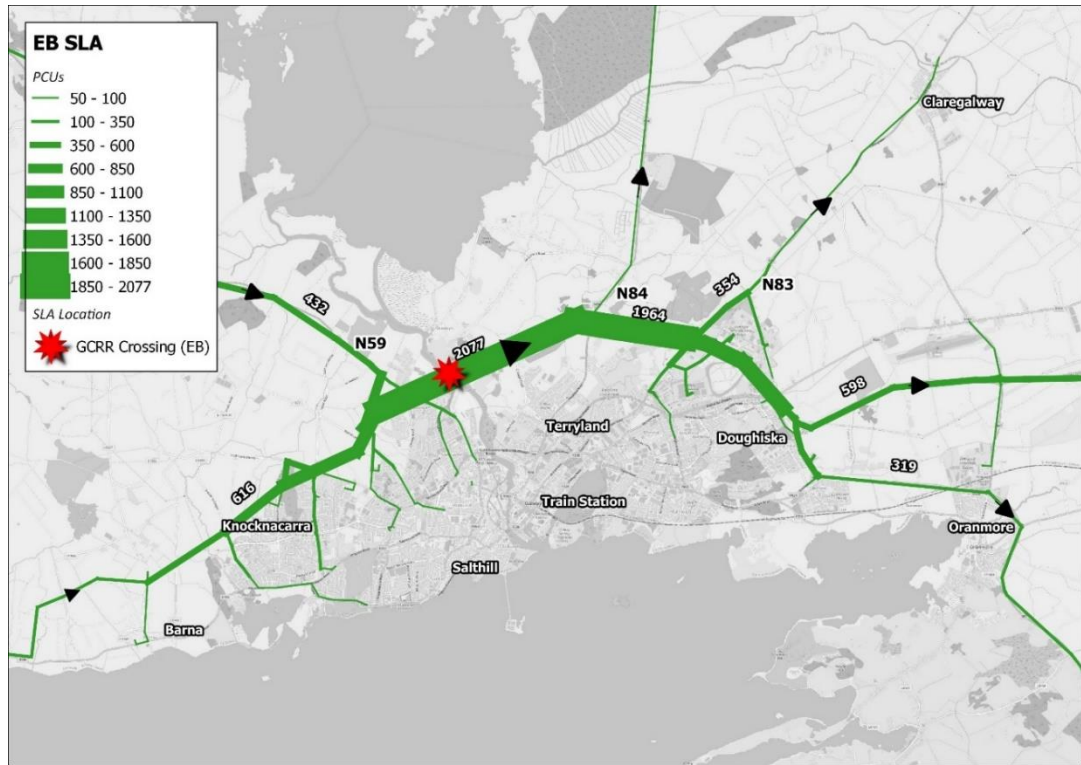 EB SLA
PCUs
50 - 100
100 - 350
350 - 600
600 - 850
850 - 1100
1100 - 1350
1350 - 1600
1600 - 1850
1850 - 2077
SLA Location
GCRR Crossing (EB)
Claregalway
432
N59
2077
N84
1964
354
N83
598
Terryland
Doughiska
319
616
Knocknacarra
Train Station
Oranmore
Salthill
Barna